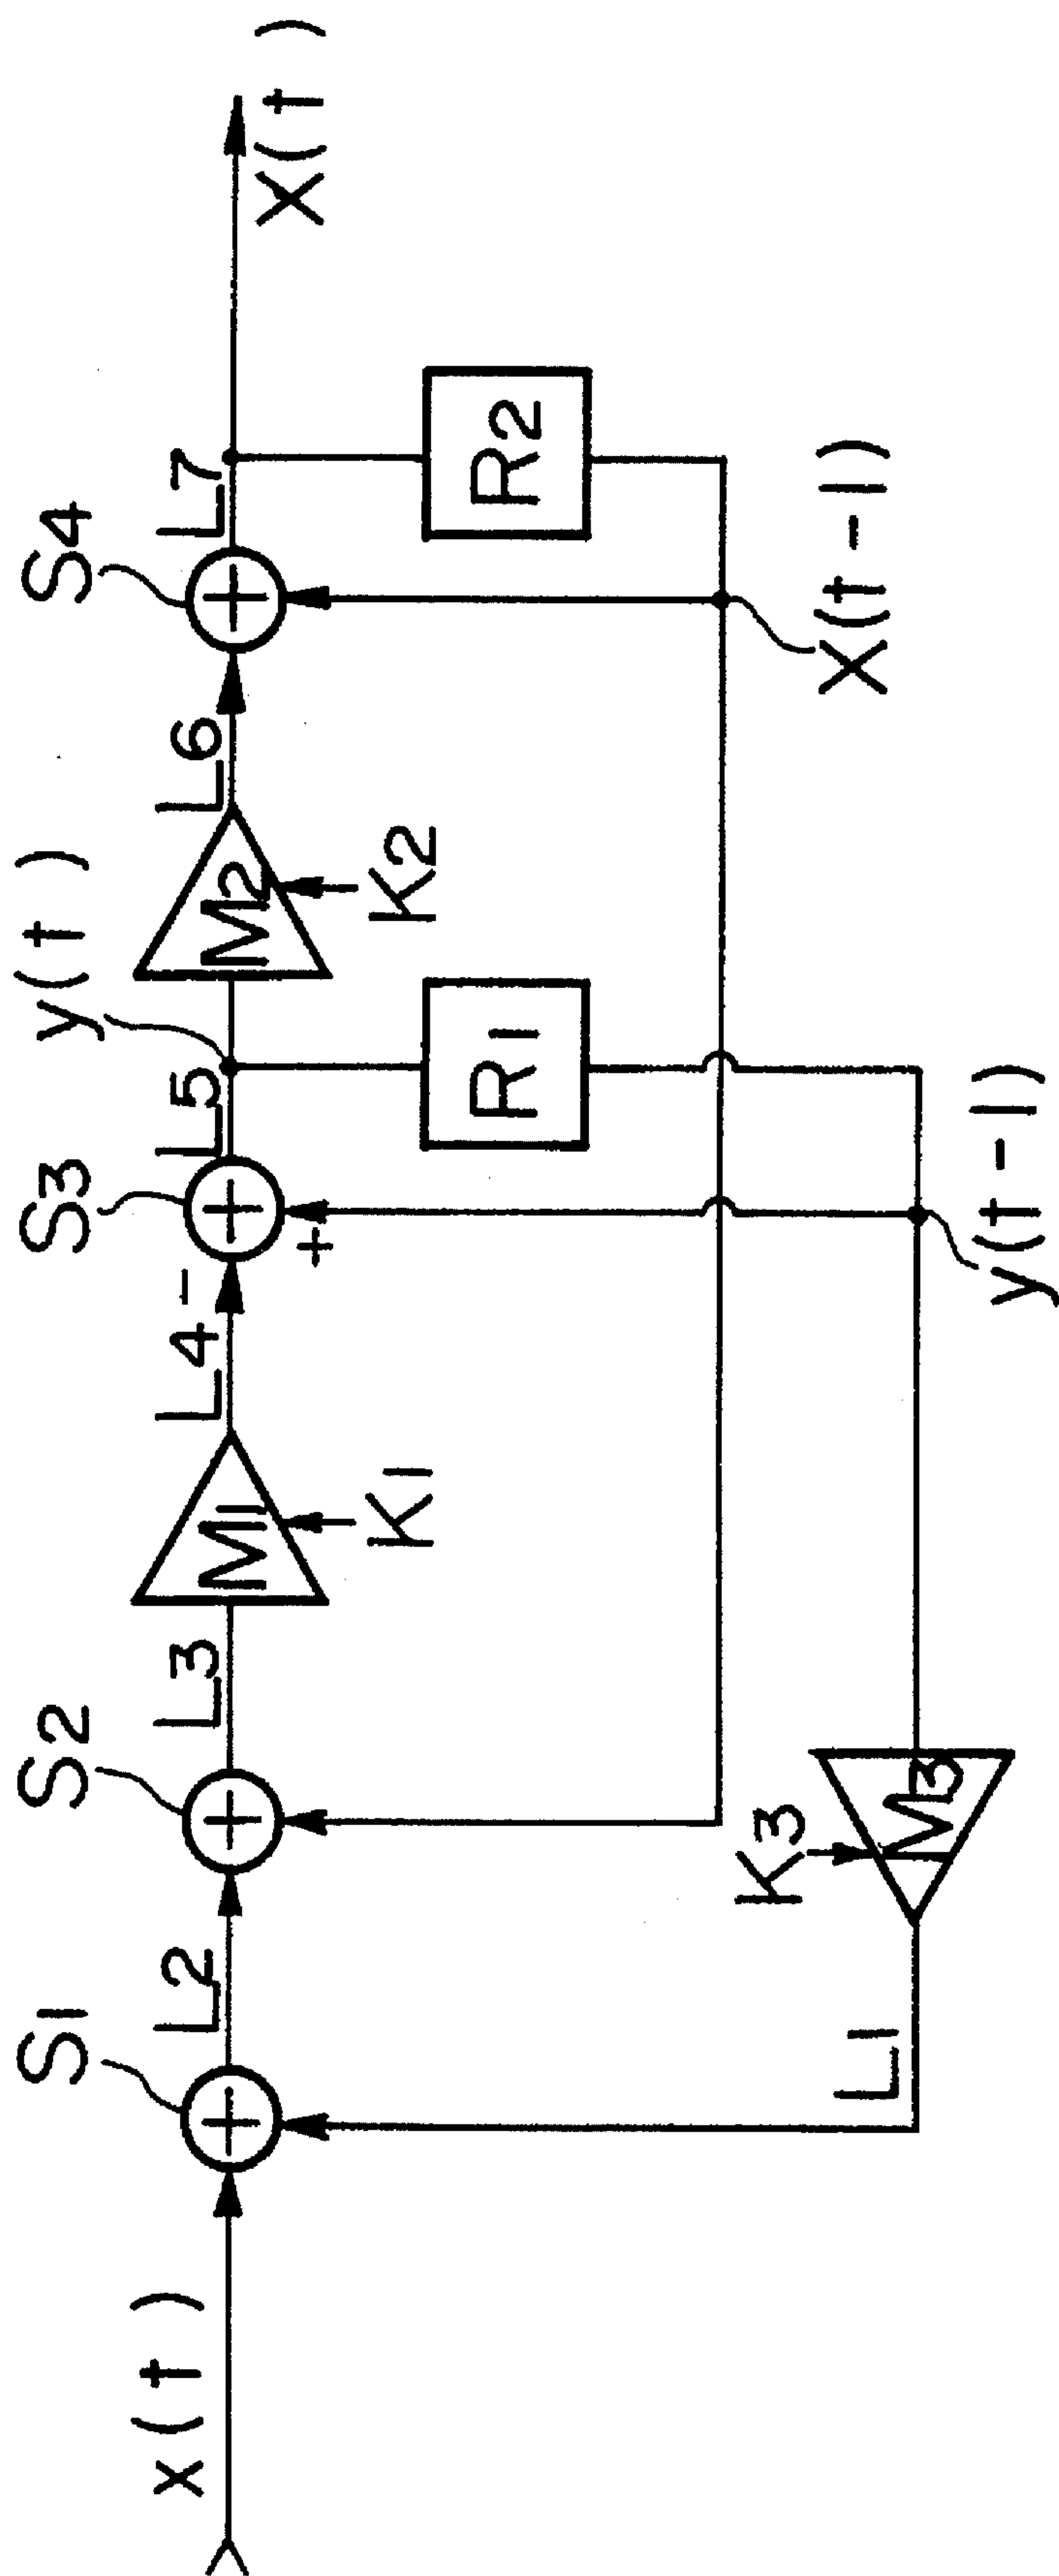 S1 S2 S3 y(t) S4
x(t) L2 L3 L4 − L5 L6 L7 X(t)
+ + M1 + M2 +
+
K1 K2
R1 R2
K3 X(t-1)
L1 M3
y(t-1)